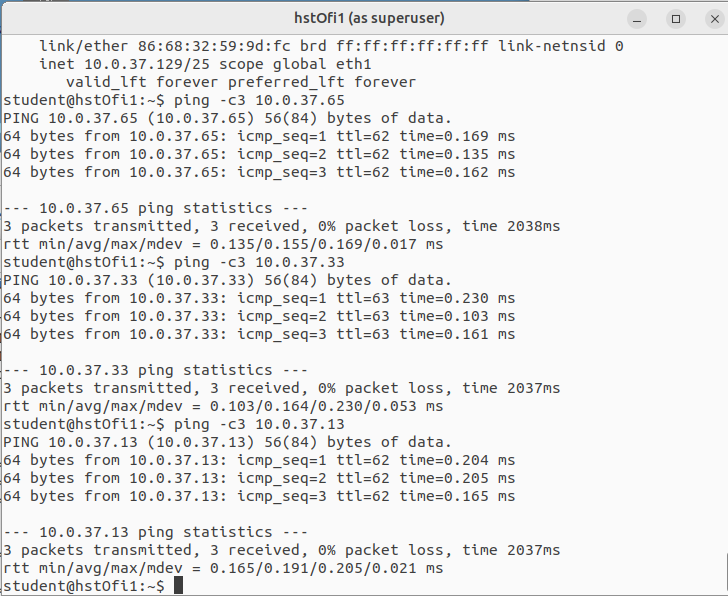 hstOfi1 (as superuser)
link/ether 86:68:32:59:9d:fc brd ff:ff:ff:ff:ff:ff link-netnsid 0
inet 10.0.37.129/25 scope global eth1
valid_lft forever preferred_lft forever
student@hstOfi1:~$ ping -c3 10.0.37.65
PING 10.0.37.65 (10.0.37.65) 56(84) bytes of data.
64 bytes from 10.0.37.65: icmp_seq=1 ttl=62 time=0.169 ms
64 bytes from 10.0.37.65: icmp_seq=2 ttl=62 time=0.135 ms
64 bytes from 10.0.37.65: icmp_seq=3 ttl=62 time=0.162 ms
--- 10.0.37.65 ping statistics ---
3 packets transmitted, 3 received, 0% packet loss, time 2038ms
rtt min/avg/max/mdev = 0.135/0.155/0.169/0.017 ms
student@hstOfi1:~$ ping -c3 10.0.37.33
PING 10.0.37.33 (10.0.37.33) 56(84) bytes of data.
64 bytes from 10.0.37.33: icmp_seq=1 ttl=63 time=0.230 ms
64 bytes from 10.0.37.33: icmp_seq=2 ttl=63 time=0.103 ms
64 bytes from 10.0.37.33: icmp_seq=3 ttl=63 time=0.161 ms
--- 10.0.37.33 ping statistics ---
3 packets transmitted, 3 received, 0% packet loss, time 2037ms
rtt min/avg/max/mdev = 0.103/0.164/0.230/0.053 ms
student@hstOfi1:~$ ping -c3 10.0.37.13
PING 10.0.37.13 (10.0.37.13) 56(84) bytes of data.
64 bytes from 10.0.37.13: icmp_seq=1 ttl=62 time=0.204 ms
64 bytes from 10.0.37.13: icmp_seq=2 ttl=62 time=0.205 ms
64 bytes from 10.0.37.13: icmp_seq=3 ttl=62 time=0.165 ms
--- 10.0.37.13 ping statistics ---
3 packets transmitted, 3 received, 0% packet loss, time 2037ms
rtt min/avg/max/mdev = 0.165/0.191/0.205/0.021 ms
student@hstOfi1:~$